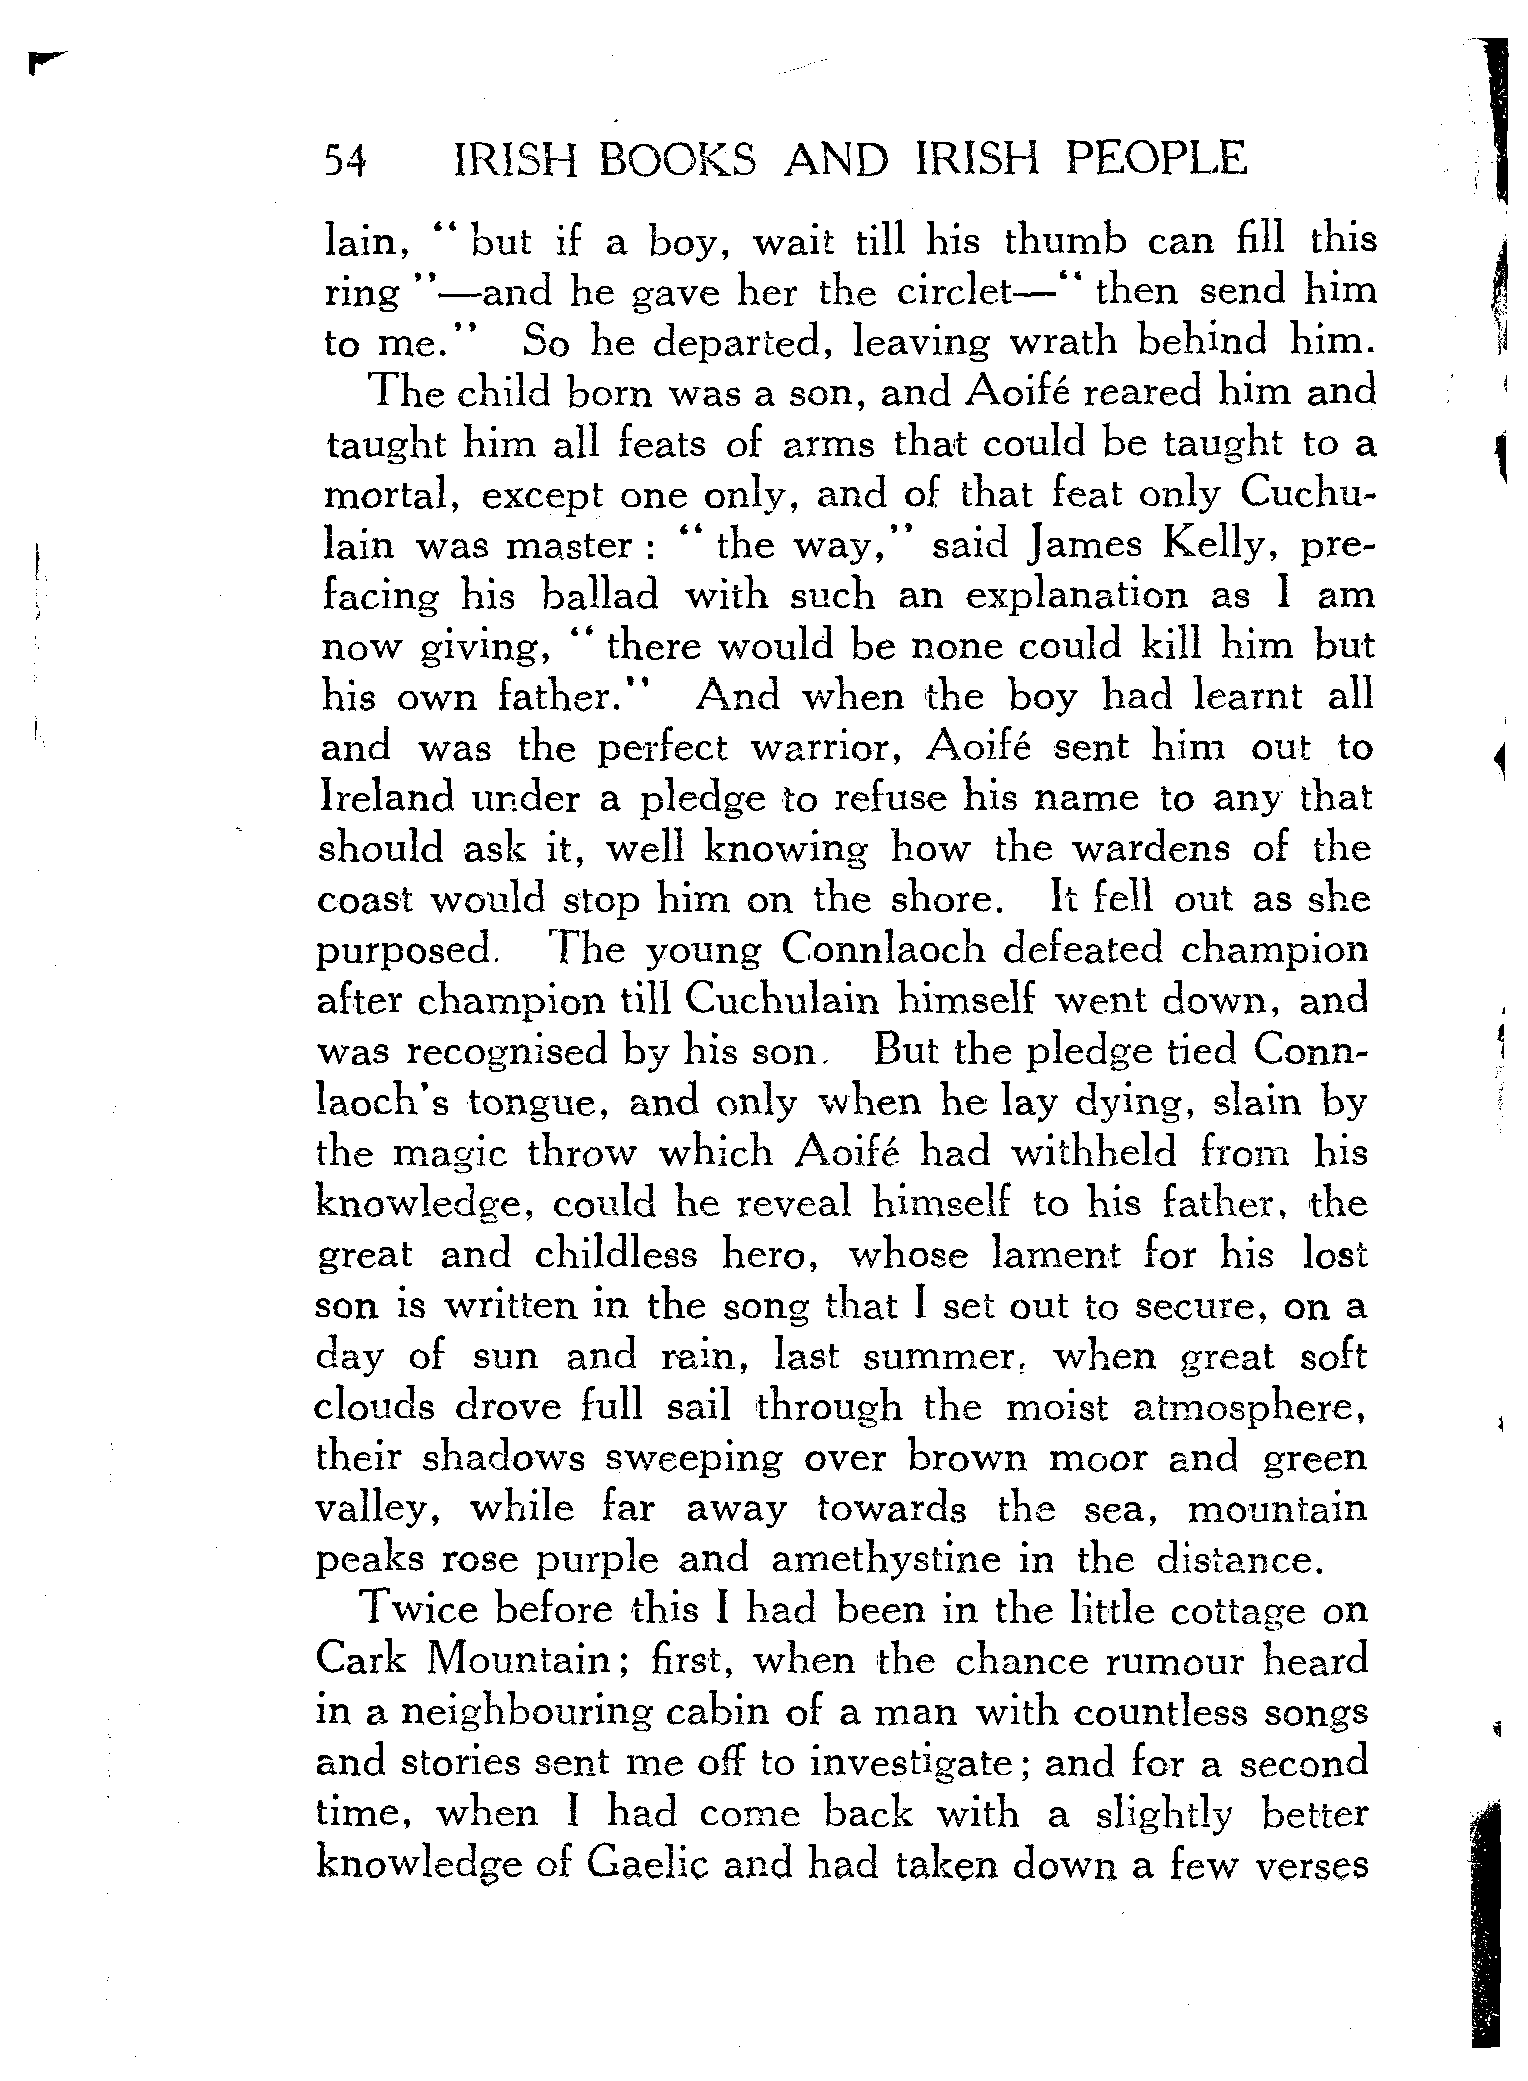 54 IRISH BOOKS AND IRISH PEOPLE
lain, " but if a boy, wait till his thumb can fill this
ring "—and he gave her the circlet—" then send him
to me." So he departed, leaving wrath behind him.
The child born was a son, and Aoifé reared him and
taught him all feats of arms that could be taught to a
mortal, except one only, and of that feat only Cuchu-
lain was master : " the way," said James Kelly, pre-
facing his ballad with such an explanation as I am
now giving, " there would be none could kill him but
his own father." And when the boy had learnt all
and was the perfect warrior, Aoifé sent him out to
Ireland under a pledge to refuse his name to any that
should ask it, well knowing how the wardens of the
coast would stop him on the shore. It fell out as she
purposed. The young Connlaoch defeated champion
after champion till Cuchulain himself went down, and
was recognised by his son. But the pledge tied Conn-
laoch's tongue, and only when he lay dying, slain by
the magic throw which Aoifé had withheld from his
knowledge, could he reveal himself to his father, the
great and childless hero, whose lament for his lost
son is written in the song that I set out to secure, on a
day of sun and rain, last summer, when great soft
clouds drove full sail through the moist atmosphere,
their shadows sweeping over brown moor and green
valley, while far away towards the sea, mountain
peaks rose purple and amethystine in the distance.
Twice before this I had been in the little cottage on
Cark Mountain; first, when the chance rumour heard
in a neighbouring cabin of a man with countless songs
and stories sent me off to investigate; and for a second
time, when I had come back with a slightly better
knowledge of Gaelic and had taken down a few verses